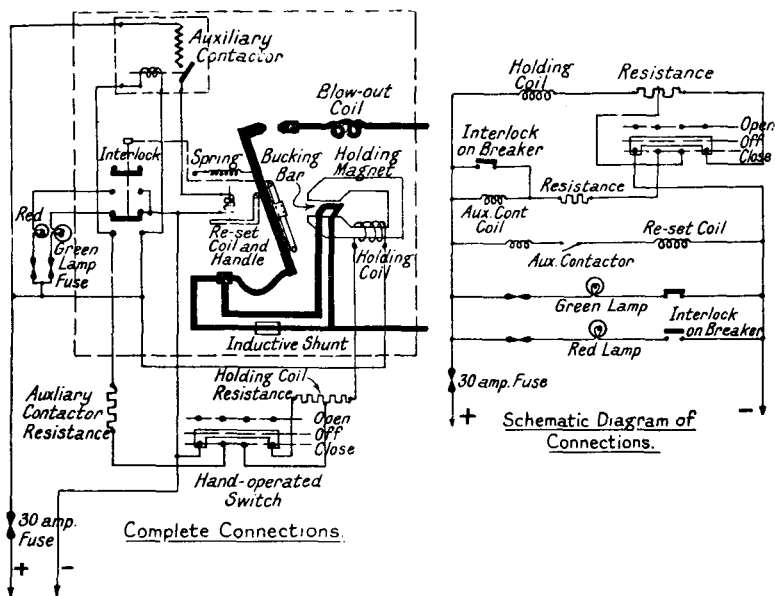 Auxiliary
Contactor
Blow-out
Coil
Interlock
Spring
Bucking
Bar
Holding
Magnet
Red
Green
Lamp
Fuse
Re-set
Coil and
Handle
Holding
Coil
Inductive Shunt
Auxliary
Contactor
Resistance
Holding Coil
Resistance
Open
Off
Close
Hand-operated
Switch
30 amp.
Fuse
+ -
Complete Connections.
Holding
Coil
Resistance
Interlock
on Breaker
Open
Off
Close
Aux.Cont
Coil
Resistance
Re-set Coil
Aux.Contactor
Green Lamp
Interlock
on Breaker
Red Lamp
30 amp. Fuse
+ -
Schematic Diagram of
Connections.